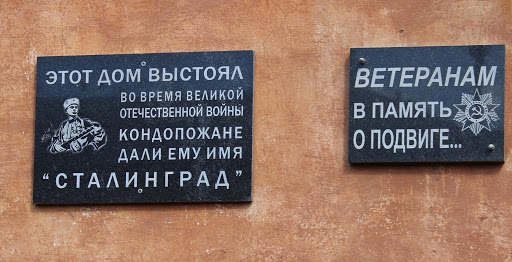 ЭТОТ ДОМ ВЫСТОЯЛ
ВО ВРЕМЯ ВЕЛИКОЙ
ОТЕЧЕСТВЕННОЙ ВОЙНЫ
КОНДОПОЖАНЕ
ДАЛИ ЕМУ ИМЯ
“СТАЛИНГРАД”
ВЕТЕРАНАМ
В ПАМЯТЬ
О ПОДВИГЕ...